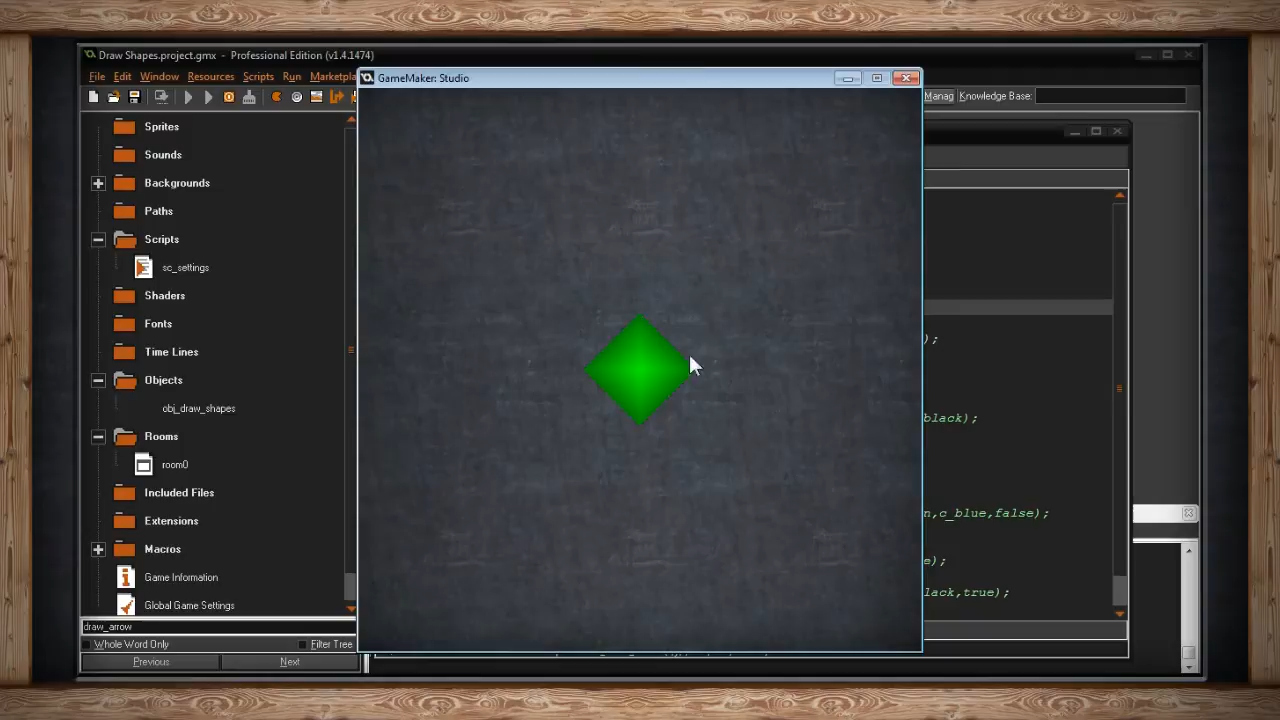 Draw Shapes.project.gmx - Professional Edition (v1.4.1474)
File Edit Window Resources Scripts Run Marketpla
Manag Knowledge Base:
GameMaker: Studio
Sprites
Sounds
Backgrounds
Paths
Scripts
sc_settings
Shaders
Fonts
Time Lines
Objects
obj_draw_shapes
Rooms
room0
Included Files
Extensions
Macros
Game Information
Global Game Settings
draw_arrow
Whole Word Only Filter Tree
Previous Next
);
black);
n,c_blue,false);
e);
lack,true);